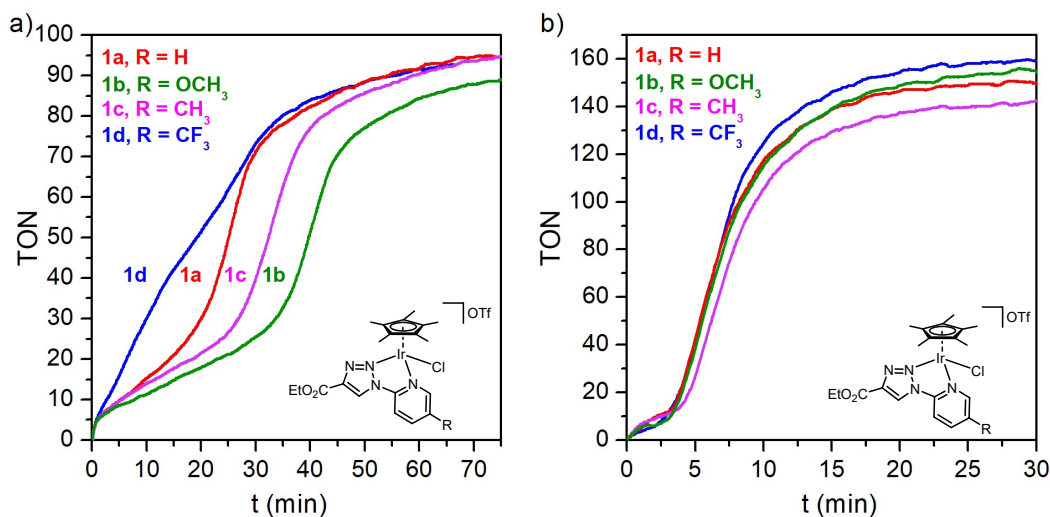 a)
1a, R = H
1b, R = OCH₃
1c, R = CH₃
1d, R = CF₃
100
90
80
70
60
50
40
30
20
10
0
TON
1d
1a
1c
1b
OTf
Ir
Cl
N=N
N
N
EtO₂C
R
0
10
20
30
40
50
60
70
t (min)
b)
1a, R = H
1b, R = OCH₃
1c, R = CH₃
1d, R = CF₃
160
140
120
100
80
60
40
20
0
TON
OTf
Ir
Cl
N=N
N
N
EtO₂C
R
0
5
10
15
20
25
30
t (min)